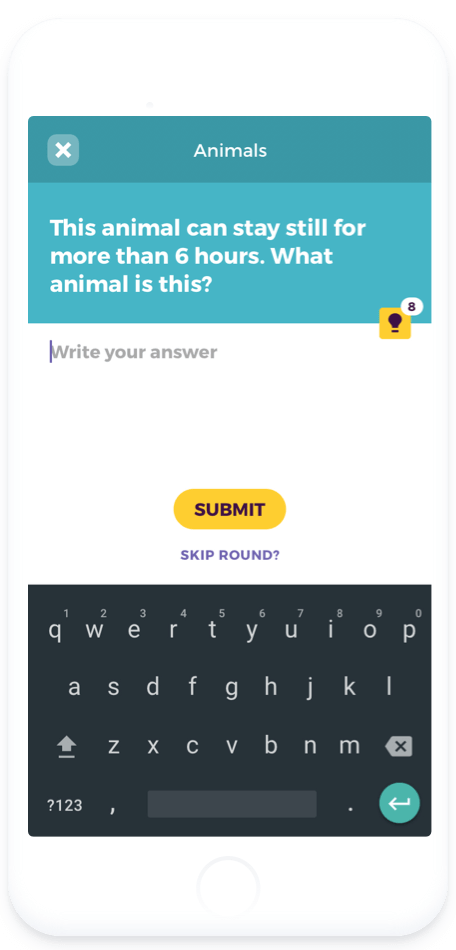 Animals
This animal can stay still for
more than 6 hours. What
animal is this?
8
Write your answer
SUBMIT
SKIP ROUND?
1 2 3 4 5 6 7 8 9 0
q w e r t y u i o p
a s d f g h j k l
z x c v b n m
?123 , .